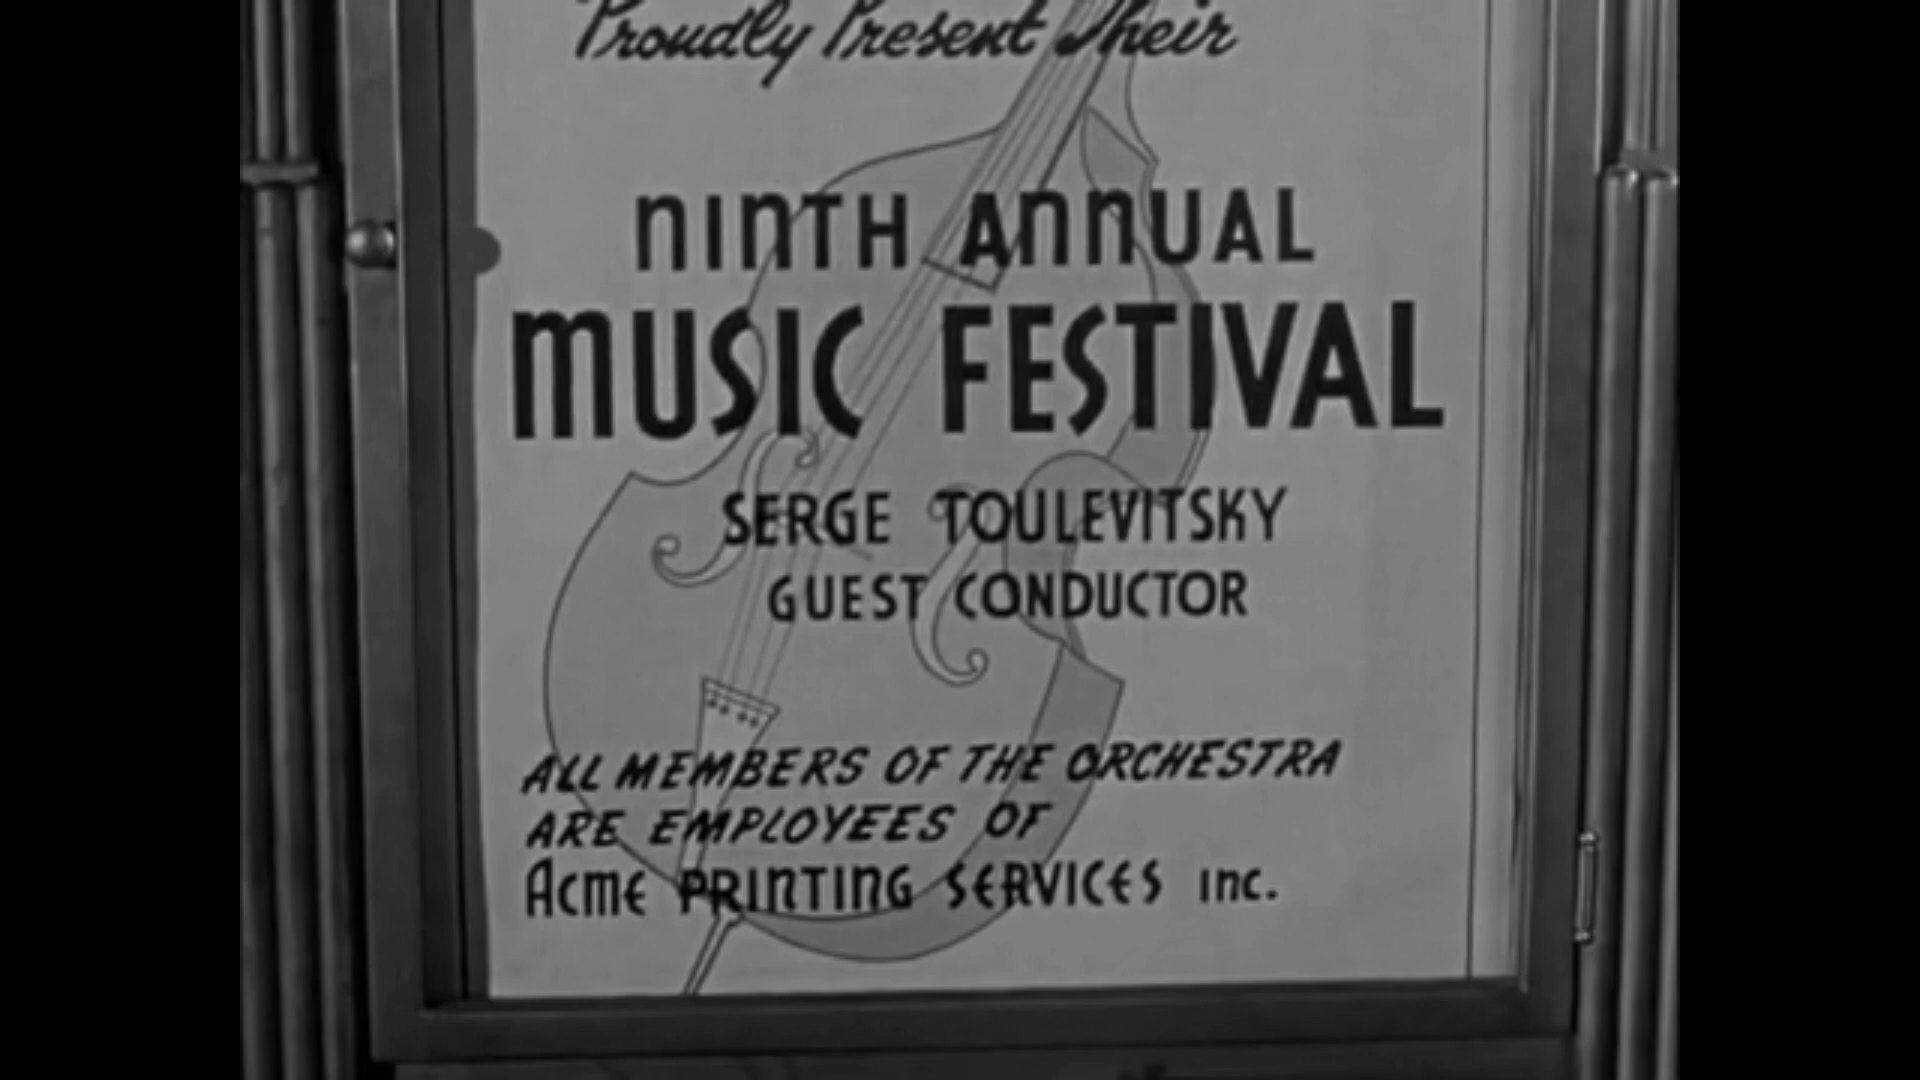 Proudly Present Their
NINTH ANNUAL
MUSIC FESTIVAL
SERGE TOULEVITSKY
GUEST CONDUCTOR
ALL MEMBERS OF THE ORCHESTRA
ARE EMPLOYEES OF
ACME PRINTING SERVICES INC.